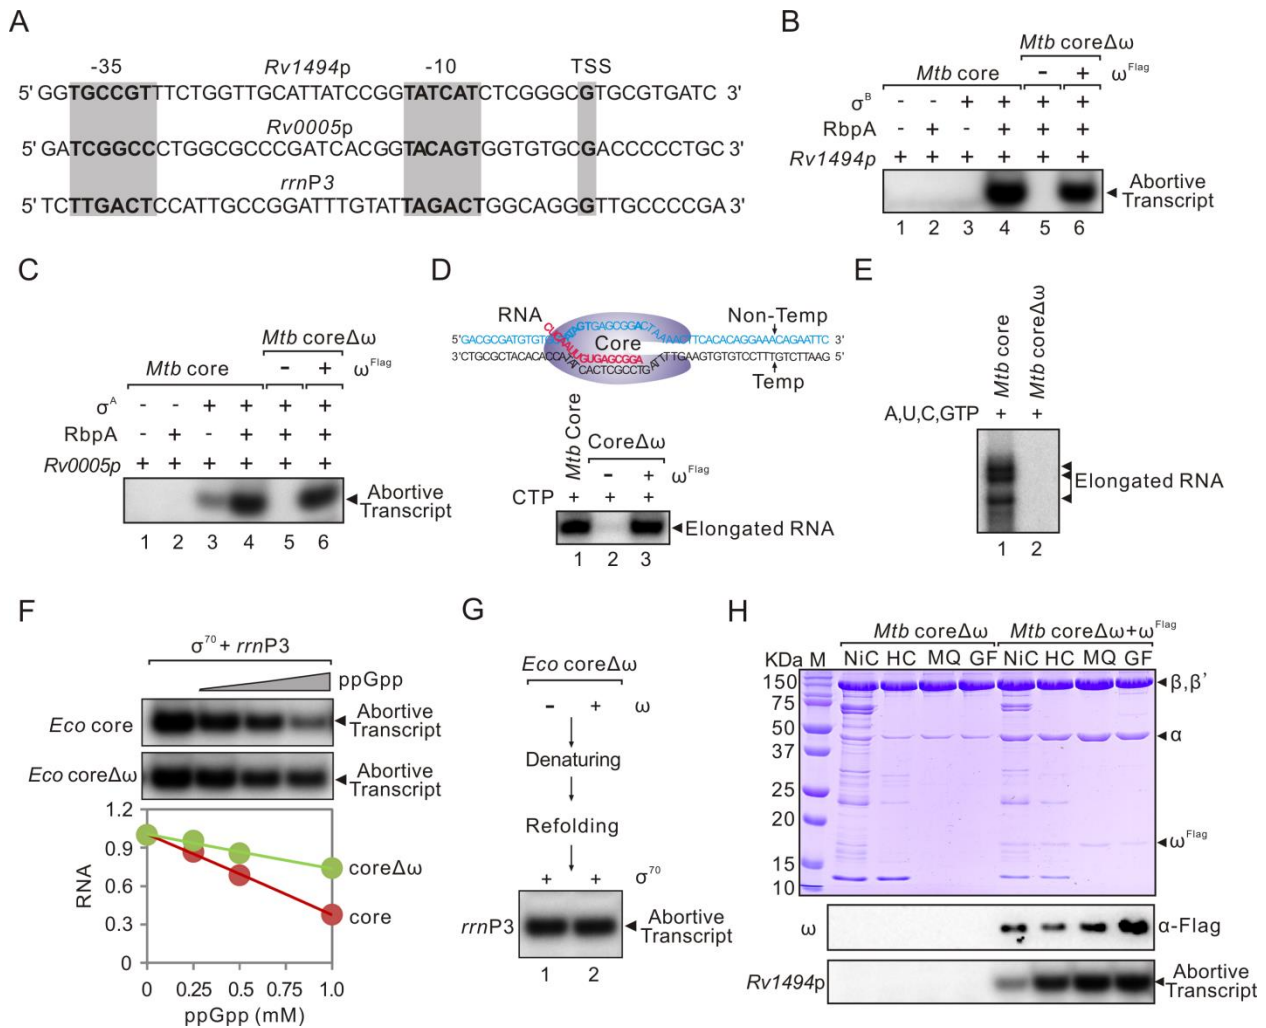 A
-35 Rv1494p -10 TSS
5' GGTGCCGTTTCTGGTTGCATTATCCGGTATCATCTCGGGCGTGCGTGATC 3'
Rv0005p
5' GATCGGCCCTGGCGCCCGATCACGGTACAGTGGTGTGCGACCCCCTGC 3'
rrnP3
5' TCTTGACTCCATTGCCGGATTTGTATTAGACTGGCAGGGTTGCCCCGA 3'
B
Mtb coreΔω
Mtb core - + ωFlag
σB - - + + + +
RbpA - + - + + +
Rv1494p + + + + + +
Abortive
Transcript
1 2 3 4 5 6
C
Mtb coreΔω
Mtb core - + ωFlag
σA - - + + + +
RbpA - + - + + +
Rv0005p + + + + + +
Abortive
Transcript
1 2 3 4 5 6
D
RNA Non-Temp
Core
Temp
Mtb Core CoreΔω
- + ωFlag
CTP + + +
Elongated RNA
1 2 3
E
Mtb core Mtb coreΔω
A,U,C,GTP + +
Elongated RNA
1 2
F
σ70 + rrnP3
ppGpp
Eco core Abortive
Transcript
Eco coreΔω Abortive
Transcript
1.2
0.9
0.6
0.3
0
RNA
coreΔω
core
0 0.25 0.5 0.75 1.0
ppGpp (mM)
G
Eco coreΔω
- + ω
Denaturing
Refolding
+ + σ70
rrnP3 Abortive
Transcript
1 2
H
Mtb coreΔω Mtb coreΔω+ωFlag
KDa M NiC HC MQ GF NiC HC MQ GF
150 β,β'
75
50 α
37
25
20
ωFlag
15
10
ω α-Flag
Rv1494p Abortive
Transcript